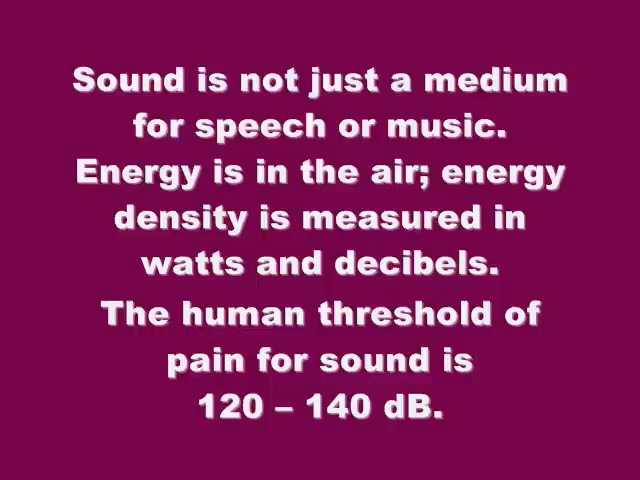 Sound is not just a medium
for speech or music.
Energy is in the air; energy
density is measured in
watts and decibels.
The human threshold of
pain for sound is
120 – 140 dB.